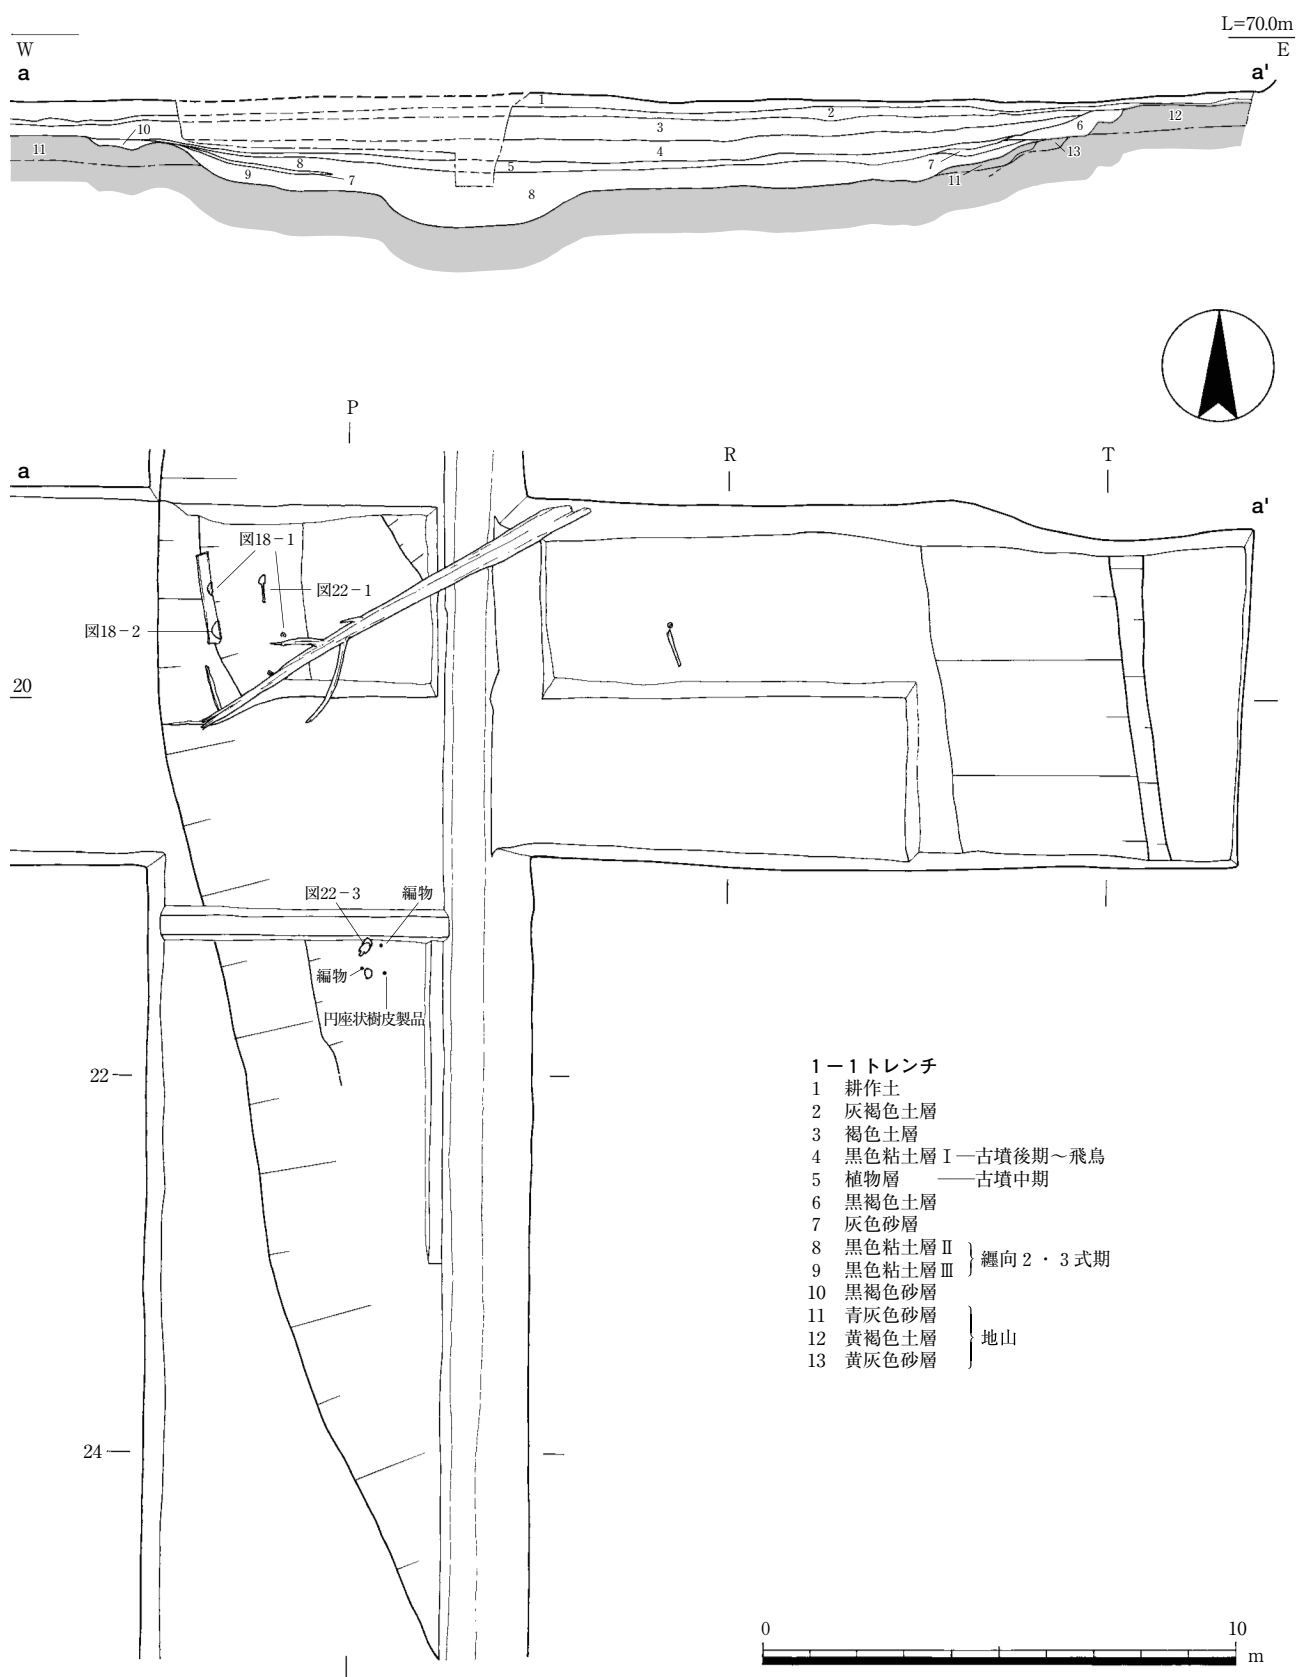 L=70.0m
W
E
a
a'
1
2
3
4
5
6
7
8
9
10
11
12
13
7
8
11
P
R
T
a
a'
図18－1
図22－1
図18－2
20
図22－3
編物
編物
円座状樹皮製品
22
24
1－1トレンチ
1 耕作土
2 灰褐色土層
3 褐色土層
4 黒色粘土層Ⅰ―古墳後期～飛鳥
5 植物層 ――古墳中期
6 黒褐色土層
7 灰色砂層
8 黒色粘土層Ⅱ
纒向2・3式期
9 黒色粘土層Ⅲ
10 黒褐色砂層
11 青灰色砂層
12 黄褐色土層 地山
13 黄灰色砂層
0 10
m